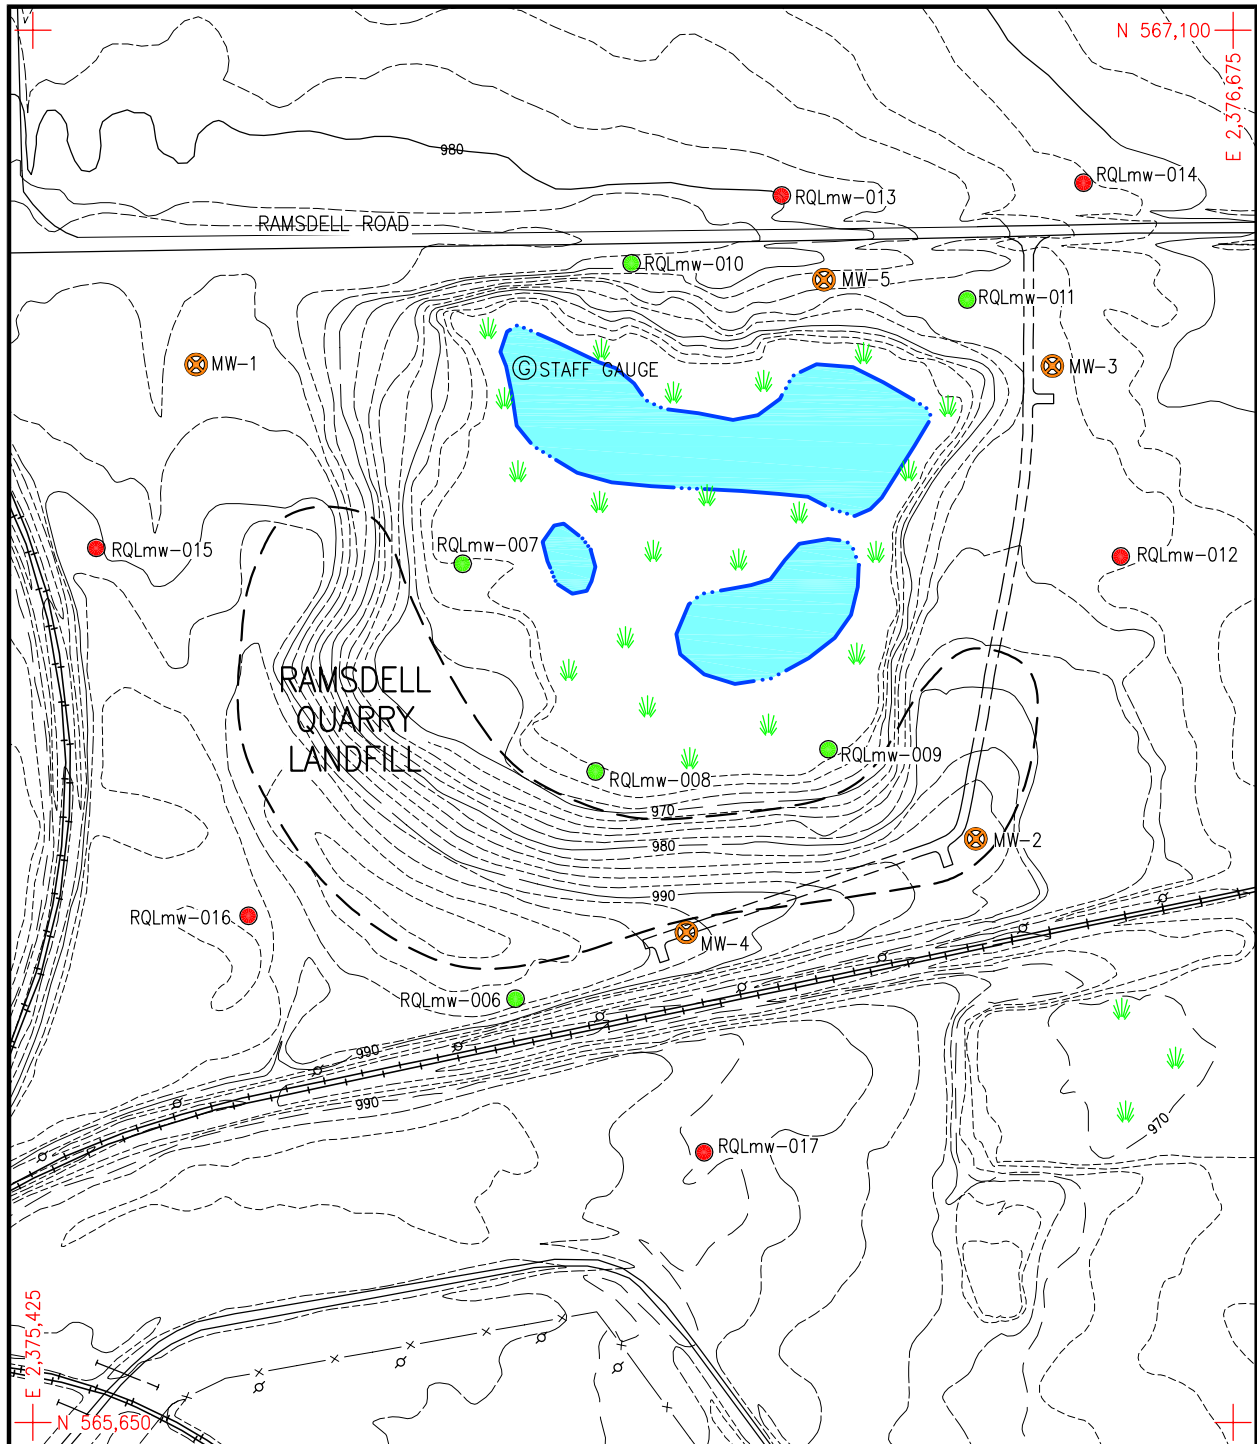 N 567,100
E 2,376,675
980
RQLmw-014
RQLmw-013
RAMSDELL ROAD
RQLmw-010
MW-5
RQLmw-011
MW-1
G STAFF GAUGE
MW-3
RQLmw-007
RQLmw-015
RQLmw-012
RAMSDELL
QUARRY
LANDFILL
RQLmw-009
RQLmw-008
970
980
MW-2
990
RQLmw-016
MW-4
RQLmw-006
990
990
970
RQLmw-017
E 2,375,425
N 565,650